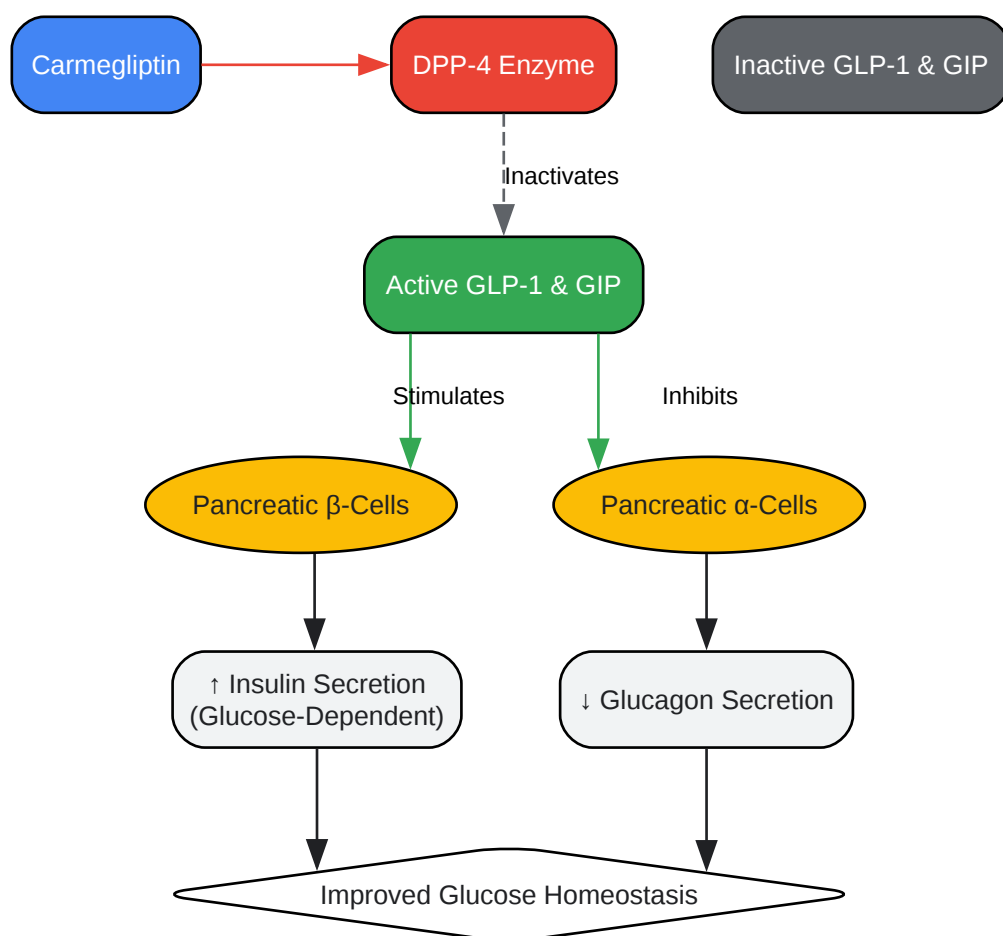 Carmegliptin
DPP-4 Enzyme
Inactive GLP-1 & GIP
Inactivates
Active GLP-1 & GIP
Stimulates
Inhibits
Pancreatic β-Cells
Pancreatic α-Cells
↑ Insulin Secretion
(Glucose-Dependent)
↓ Glucagon Secretion
Improved Glucose Homeostasis